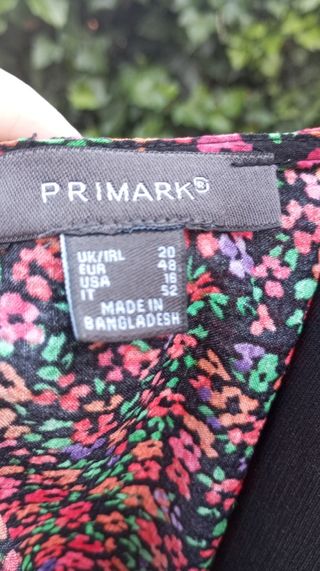 PRIMARK®
UK/IRL 20
EUR 48
USA 16
IT 52
MADE IN
BANGLADESH